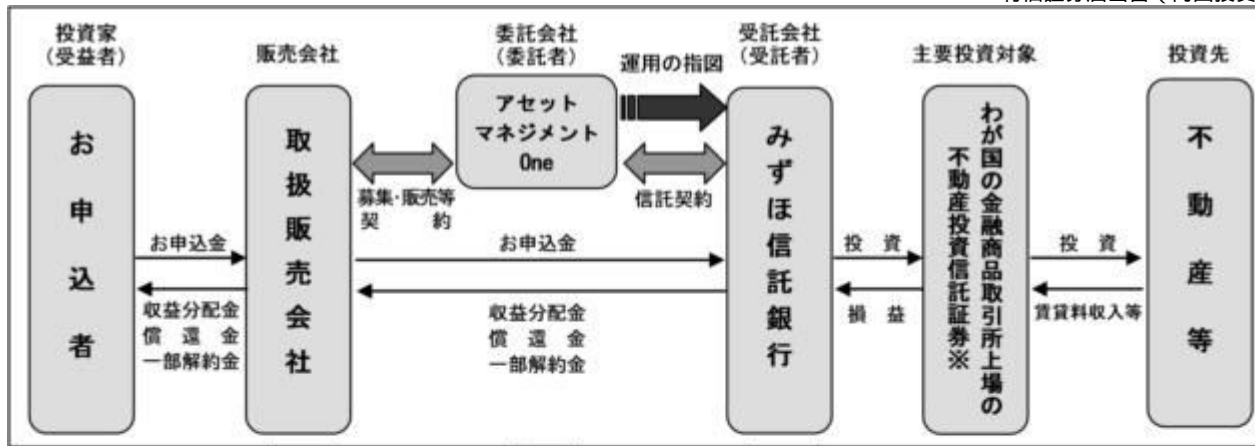 投資家
（受益者）
販売会社
委託会社
（委託者）
運用の指図
受託会社
（受託者）
主要投資対象
投資先
お申込者
取扱販売会社
アセット
マネジメント
One
みずほ信託銀行
わが国の金融商品取引所上場の
不動産投資信託証券※
不動産等
募集・販売等
契約
信託契約
お申込金
収益分配金
償還金
一部解約金
お申込金
収益分配金
償還金
一部解約金
投資
損益
投資
賃貸料収入等